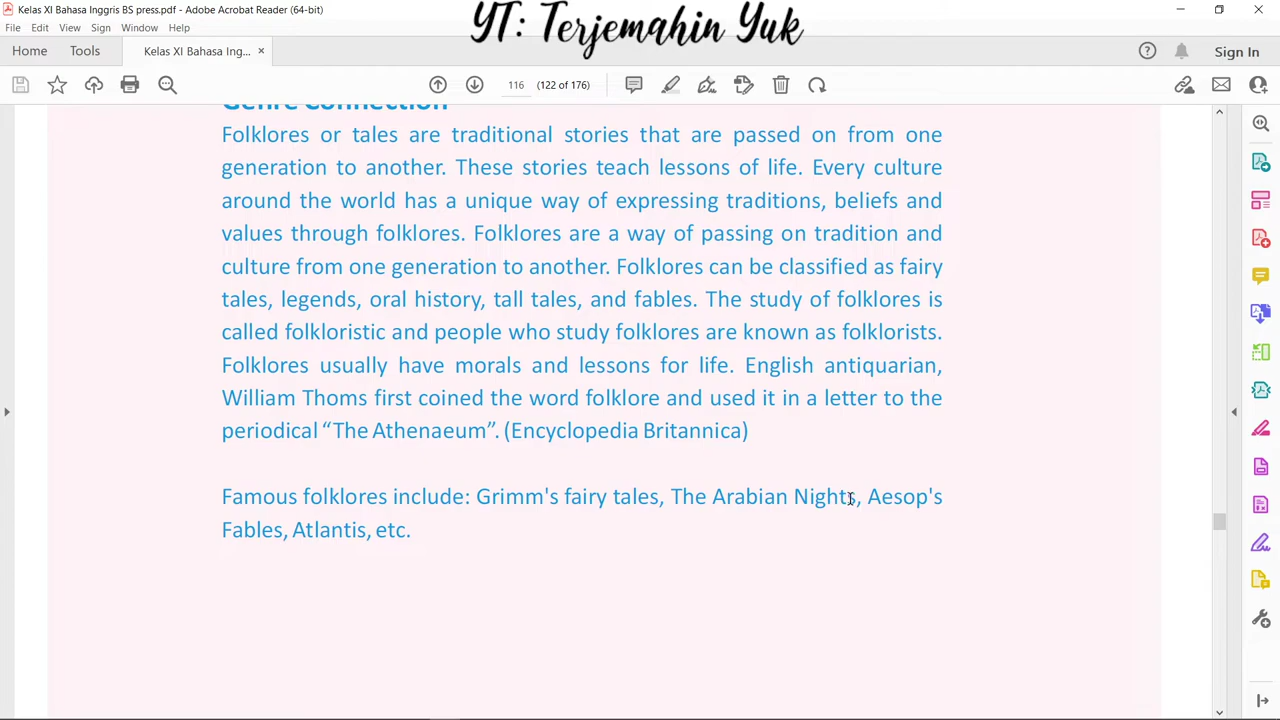 Kelas XI Bahasa Inggris BS press.pdf - Adobe Acrobat Reader (64-bit)
YT: Terjemahin Yuk
File Edit View Sign Window Help
Home Tools Kelas XI Bahasa Ing... × Sign In
116 (122 of 176)
Genre Connection
Folklores or tales are traditional stories that are passed on from one
generation to another. These stories teach lessons of life. Every culture
around the world has a unique way of expressing traditions, beliefs and
values through folklores. Folklores are a way of passing on tradition and
culture from one generation to another. Folklores can be classified as fairy
tales, legends, oral history, tall tales, and fables. The study of folklores is
called folkloristic and people who study folklores are known as folklorists.
Folklores usually have morals and lessons for life. English antiquarian,
William Thoms first coined the word folklore and used it in a letter to the
periodical “The Athenaeum”. (Encyclopedia Britannica)
Famous folklores include: Grimm's fairy tales, The Arabian Nights, Aesop's
Fables, Atlantis, etc.